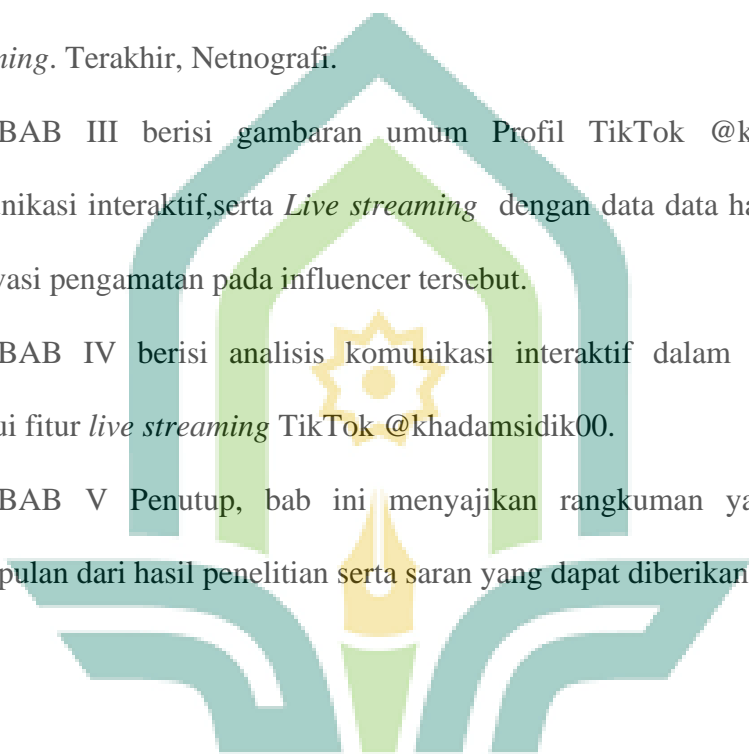 ning. Terakhir, Netnografi.
BAB III berisi gambaran umum Profil TikTok @k
nikasi interaktif,serta Live streaming dengan data data ha
vasi pengamatan pada influencer tersebut.
BAB IV berisi analisis komunikasi interaktif dalam
ui fitur live streaming TikTok @khadamsidik00.
BAB V Penutup, bab ini menyajikan rangkuman ya
pulan dari hasil penelitian serta saran yang dapat diberikan